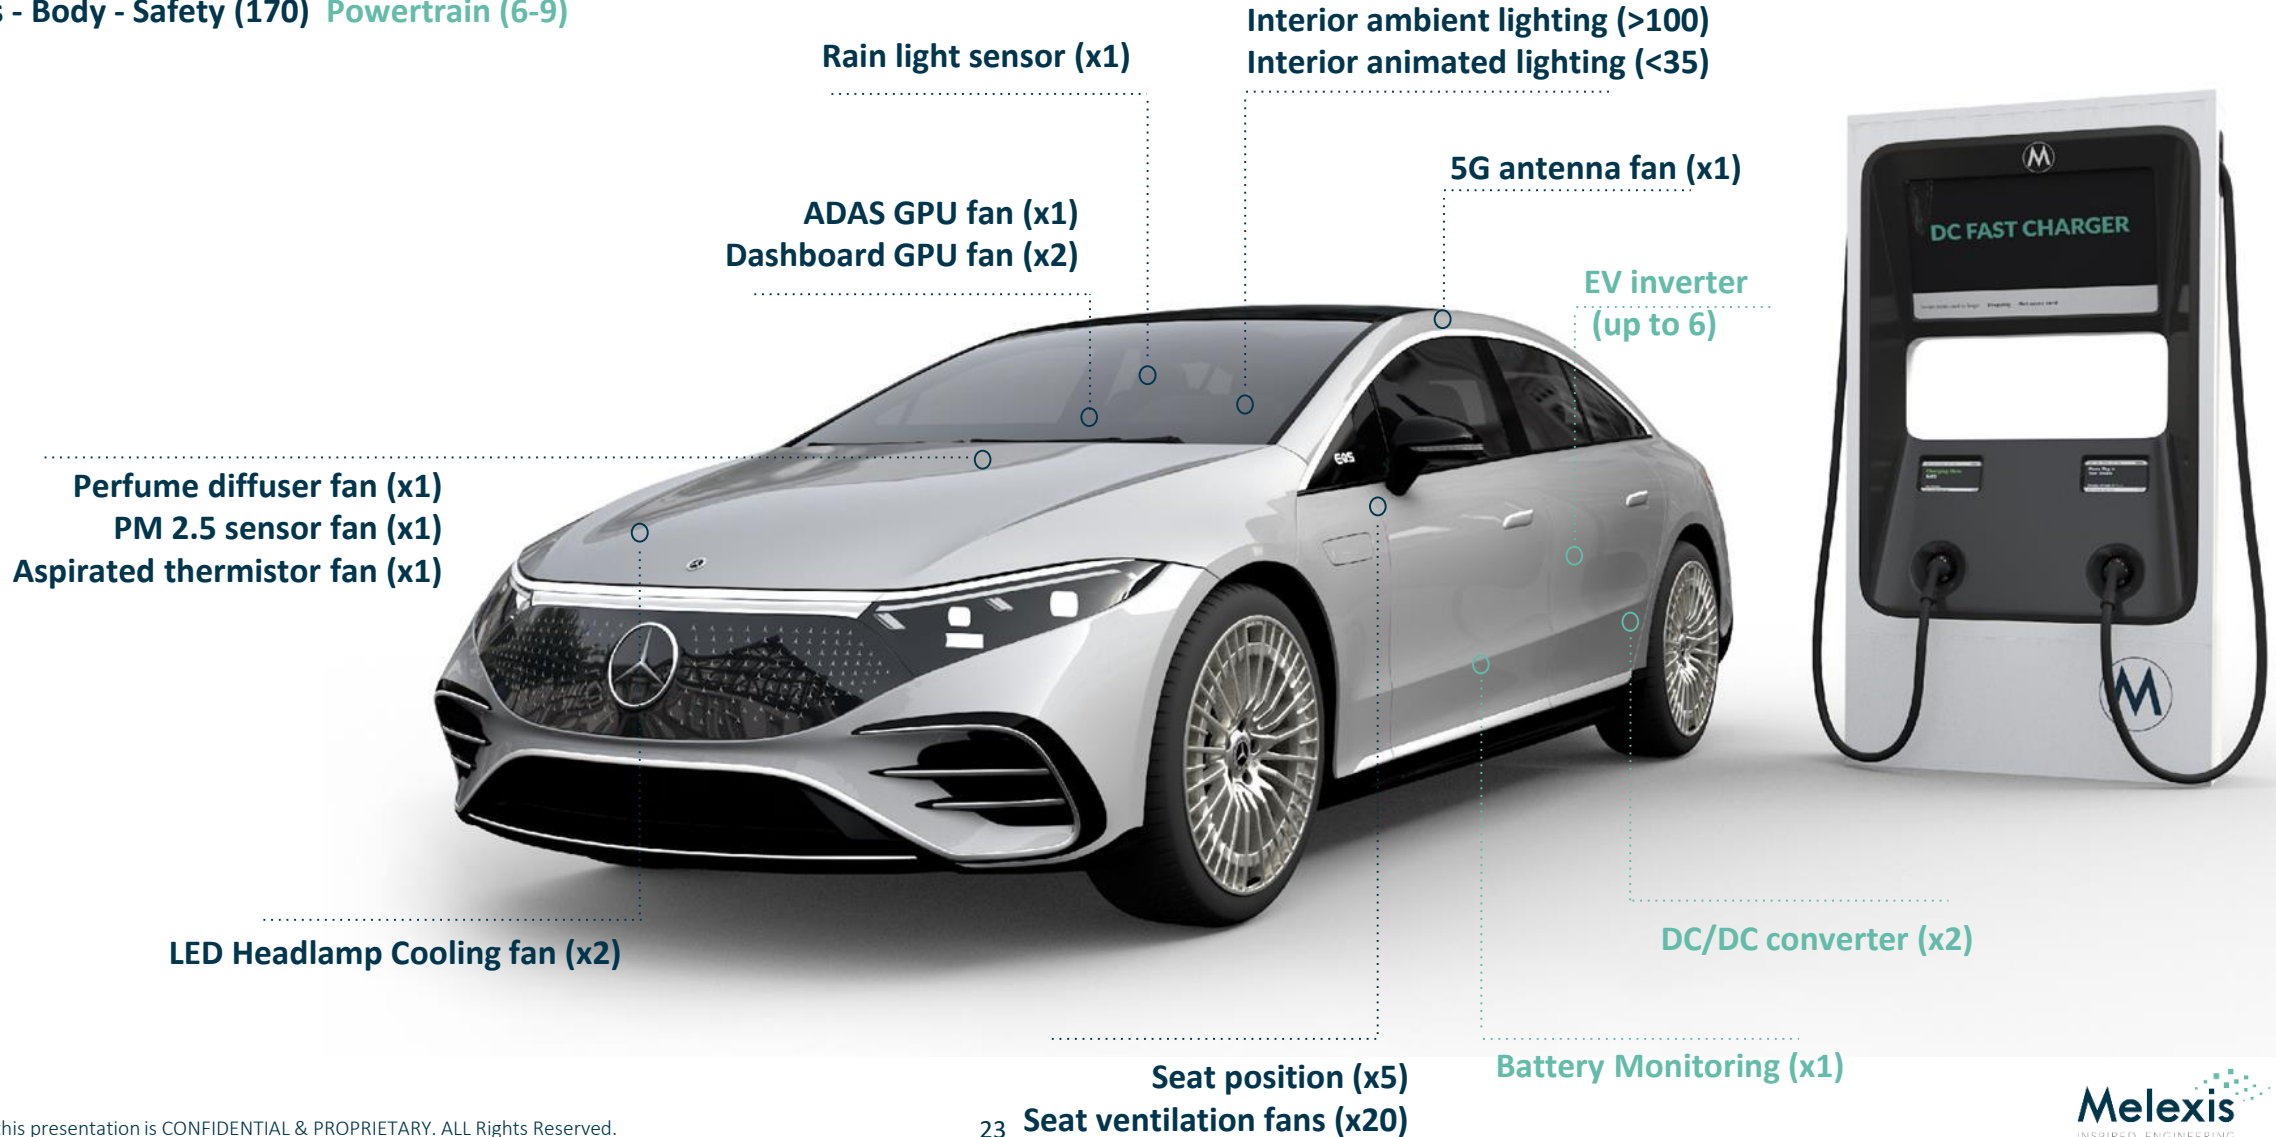 - Body - Safety (170) Powertrain (6-9)
Interior ambient lighting (>100)
Interior animated lighting (<35)
Rain light sensor (x1)
5G antenna fan (x1)
ADAS GPU fan (x1)
Dashboard GPU fan (x2)
EV inverter
(up to 6)
DC FAST CHARGER
EQS
Perfume diffuser fan (x1)
PM 2.5 sensor fan (x1)
Aspirated thermistor fan (x1)
LED Headlamp Cooling fan (x2)
DC/DC converter (x2)
Battery Monitoring (x1)
Seat position (x5)
Seat ventilation fans (x20)
this presentation is CONFIDENTIAL & PROPRIETARY. ALL Rights Reserved.
23
Melexis
INSPIRED ENGINEERING